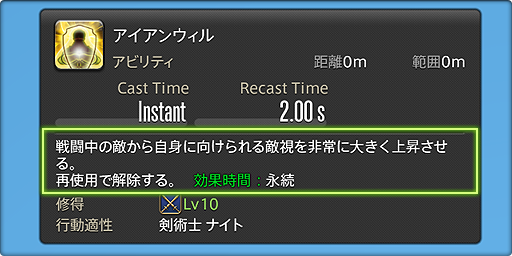 アイアンウィル
アビリティ 距離0m 範囲0m
Cast Time Recast Time
Instant 2.00 s
戦闘中の敵から自身に向けられる敵視を非常に大きく上昇させ
る。
再使用で解除する。 効果時間：永続
修得 Lv10
行動適性 剣術士 ナイト